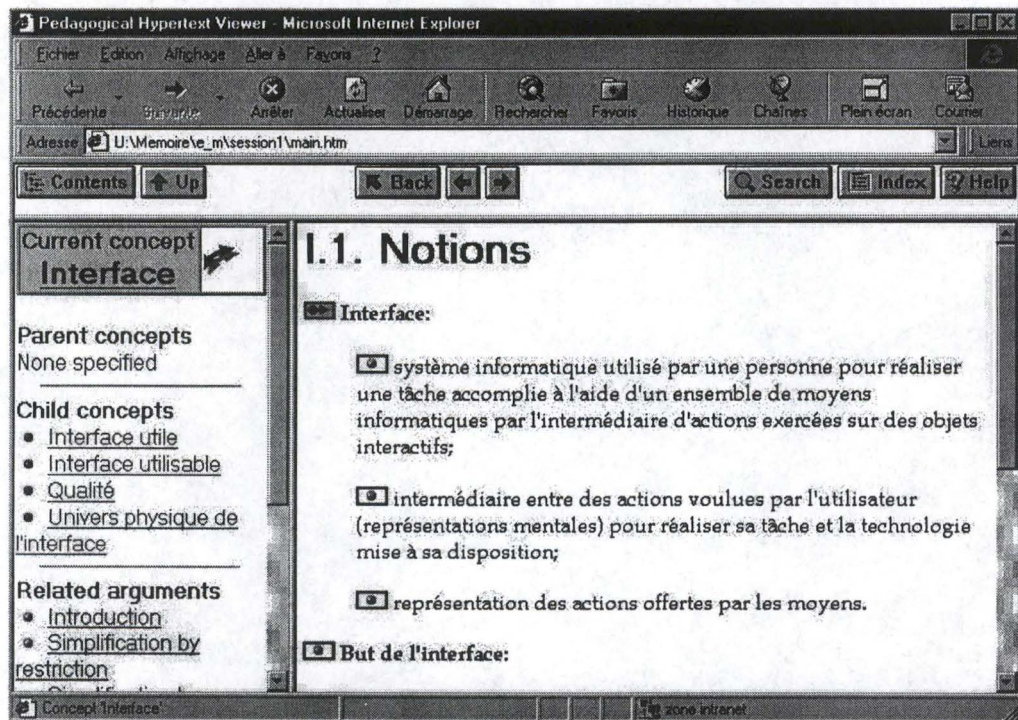 Pedagogical Hypertext Viewer - Microsoft Internet Explorer
Fichier Edition Affichage Aller à Favoris ?
Précédente Suivante Arrêter Actualiser Démarrage Rechercher Favoris Historique Chaînes Plein écran Courrier
Adresse U:\Memoire\e_m\session1\main.htm Liens
Contents Up Back Search Index Help
Current concept
Interface
Parent concepts
None specified
Child concepts
Interface utile
Interface utilisable
Qualité
Univers physique de
l'interface
Related arguments
Introduction
Simplification by
restriction
I.1. Notions
Interface:
système informatique utilisé par une personne pour réaliser
une tâche accomplie à l'aide d'un ensemble de moyens
informatiques par l'intermédiaire d'actions exercées sur des objets
interactifs;
intermédiaire entre des actions voulues par l'utilisateur
(représentations mentales) pour réaliser sa tâche et la technologie
mise à sa disposition;
représentation des actions offertes par les moyens.
But de l'interface:
Concept 'Interface' zone intranet